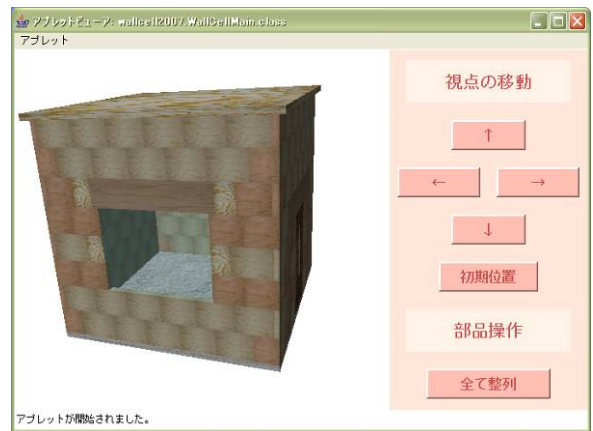 アプレットビューア: wallcell2007.WallCellMain.class
アプレット
視点の移動
↑
← →
↓
初期位置
部品操作
全て整列
アプレットが開始されました。